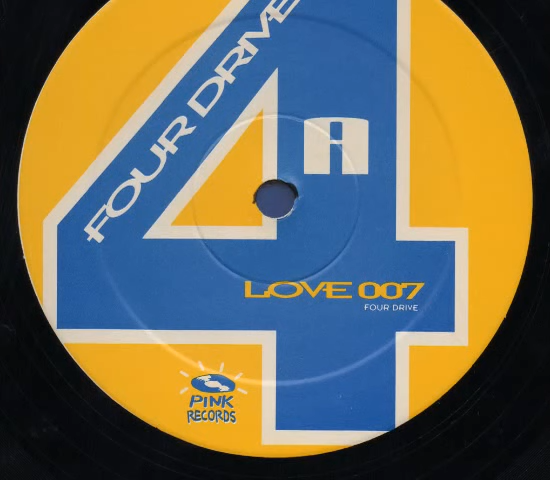 FOUR DRIVE
A
LOVE 007
FOUR DRIVE
PINK
RECORDS